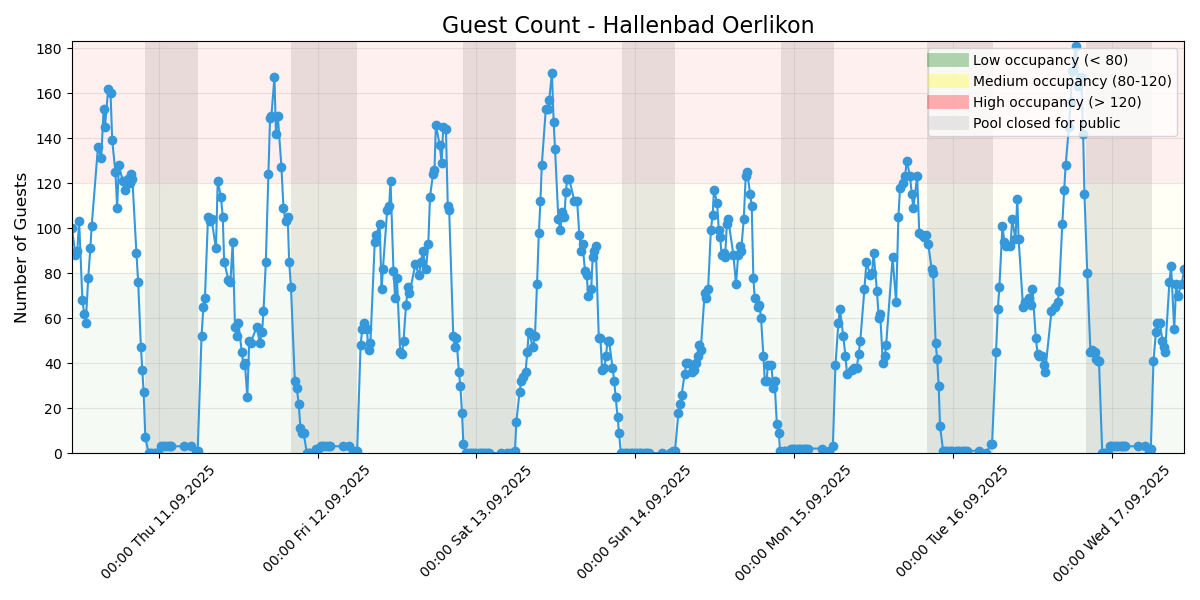 Guest Count - Hallenbad Oerlikon
Number of Guests
180
160
140
120
100
80
60
40
20
0
Low occupancy (< 80)
Medium occupancy (80-120)
High occupancy (> 120)
Pool closed for public
00:00 Thu 11.09.2025
00:00 Fri 12.09.2025
00:00 Sat 13.09.2025
00:00 Sun 14.09.2025
00:00 Mon 15.09.2025
00:00 Tue 16.09.2025
00:00 Wed 17.09.2025